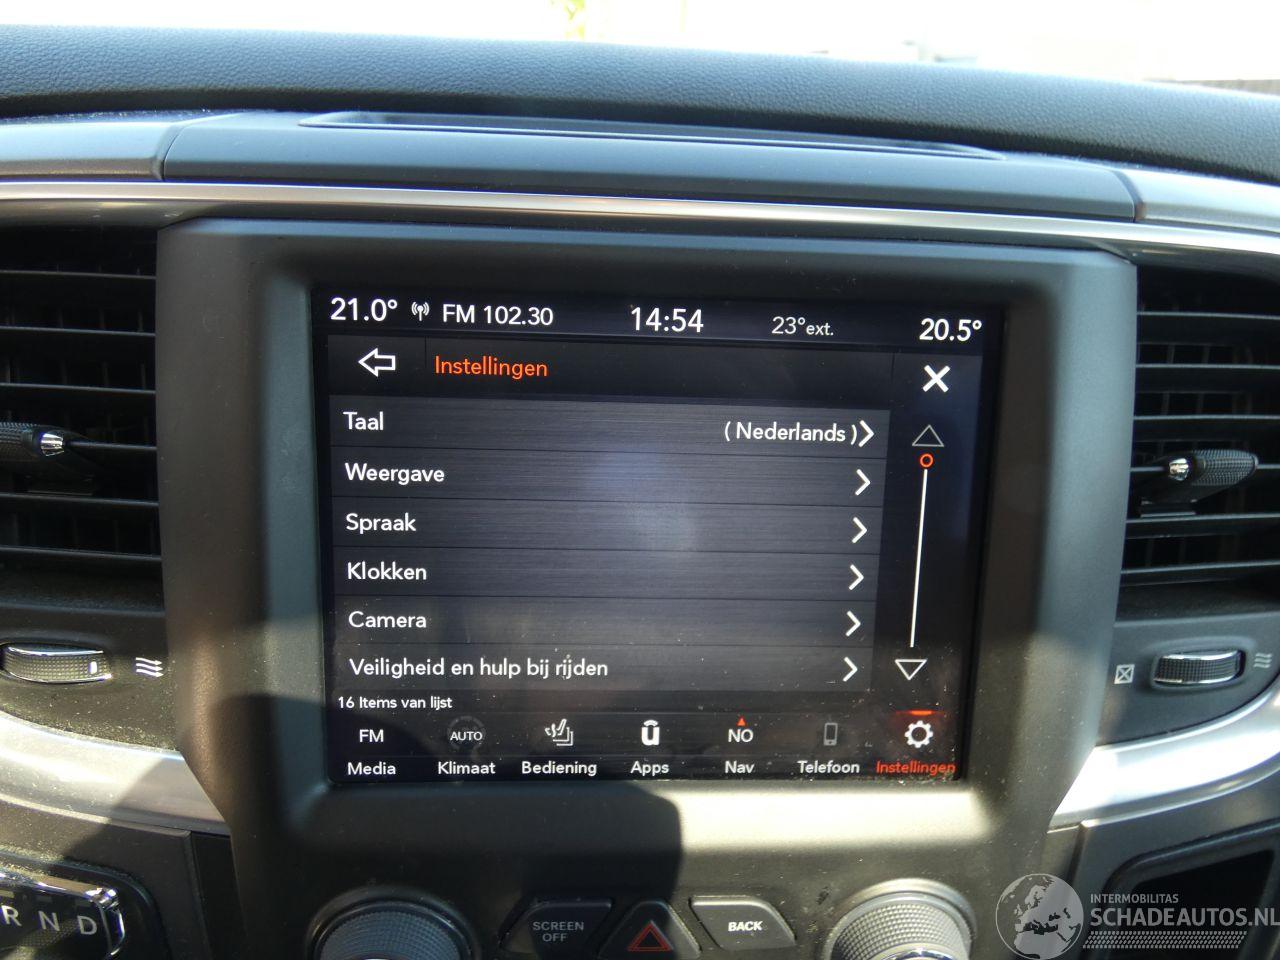 21.0° FM 102.30 14:54 23°ext. 20.5°
Instellingen
Taal (Nederlands)
Weergave
Spraak
Klokken
Camera
Veiligheid en hulp bij rijden
16 Items van lijst
FM AUTO NO
Media Klimaat Bediening Apps Nav Telefoon Instellingen
R N D
SCREEN OFF
BACK
INTERMOBILITAS
SCHADEAUTOS.NL